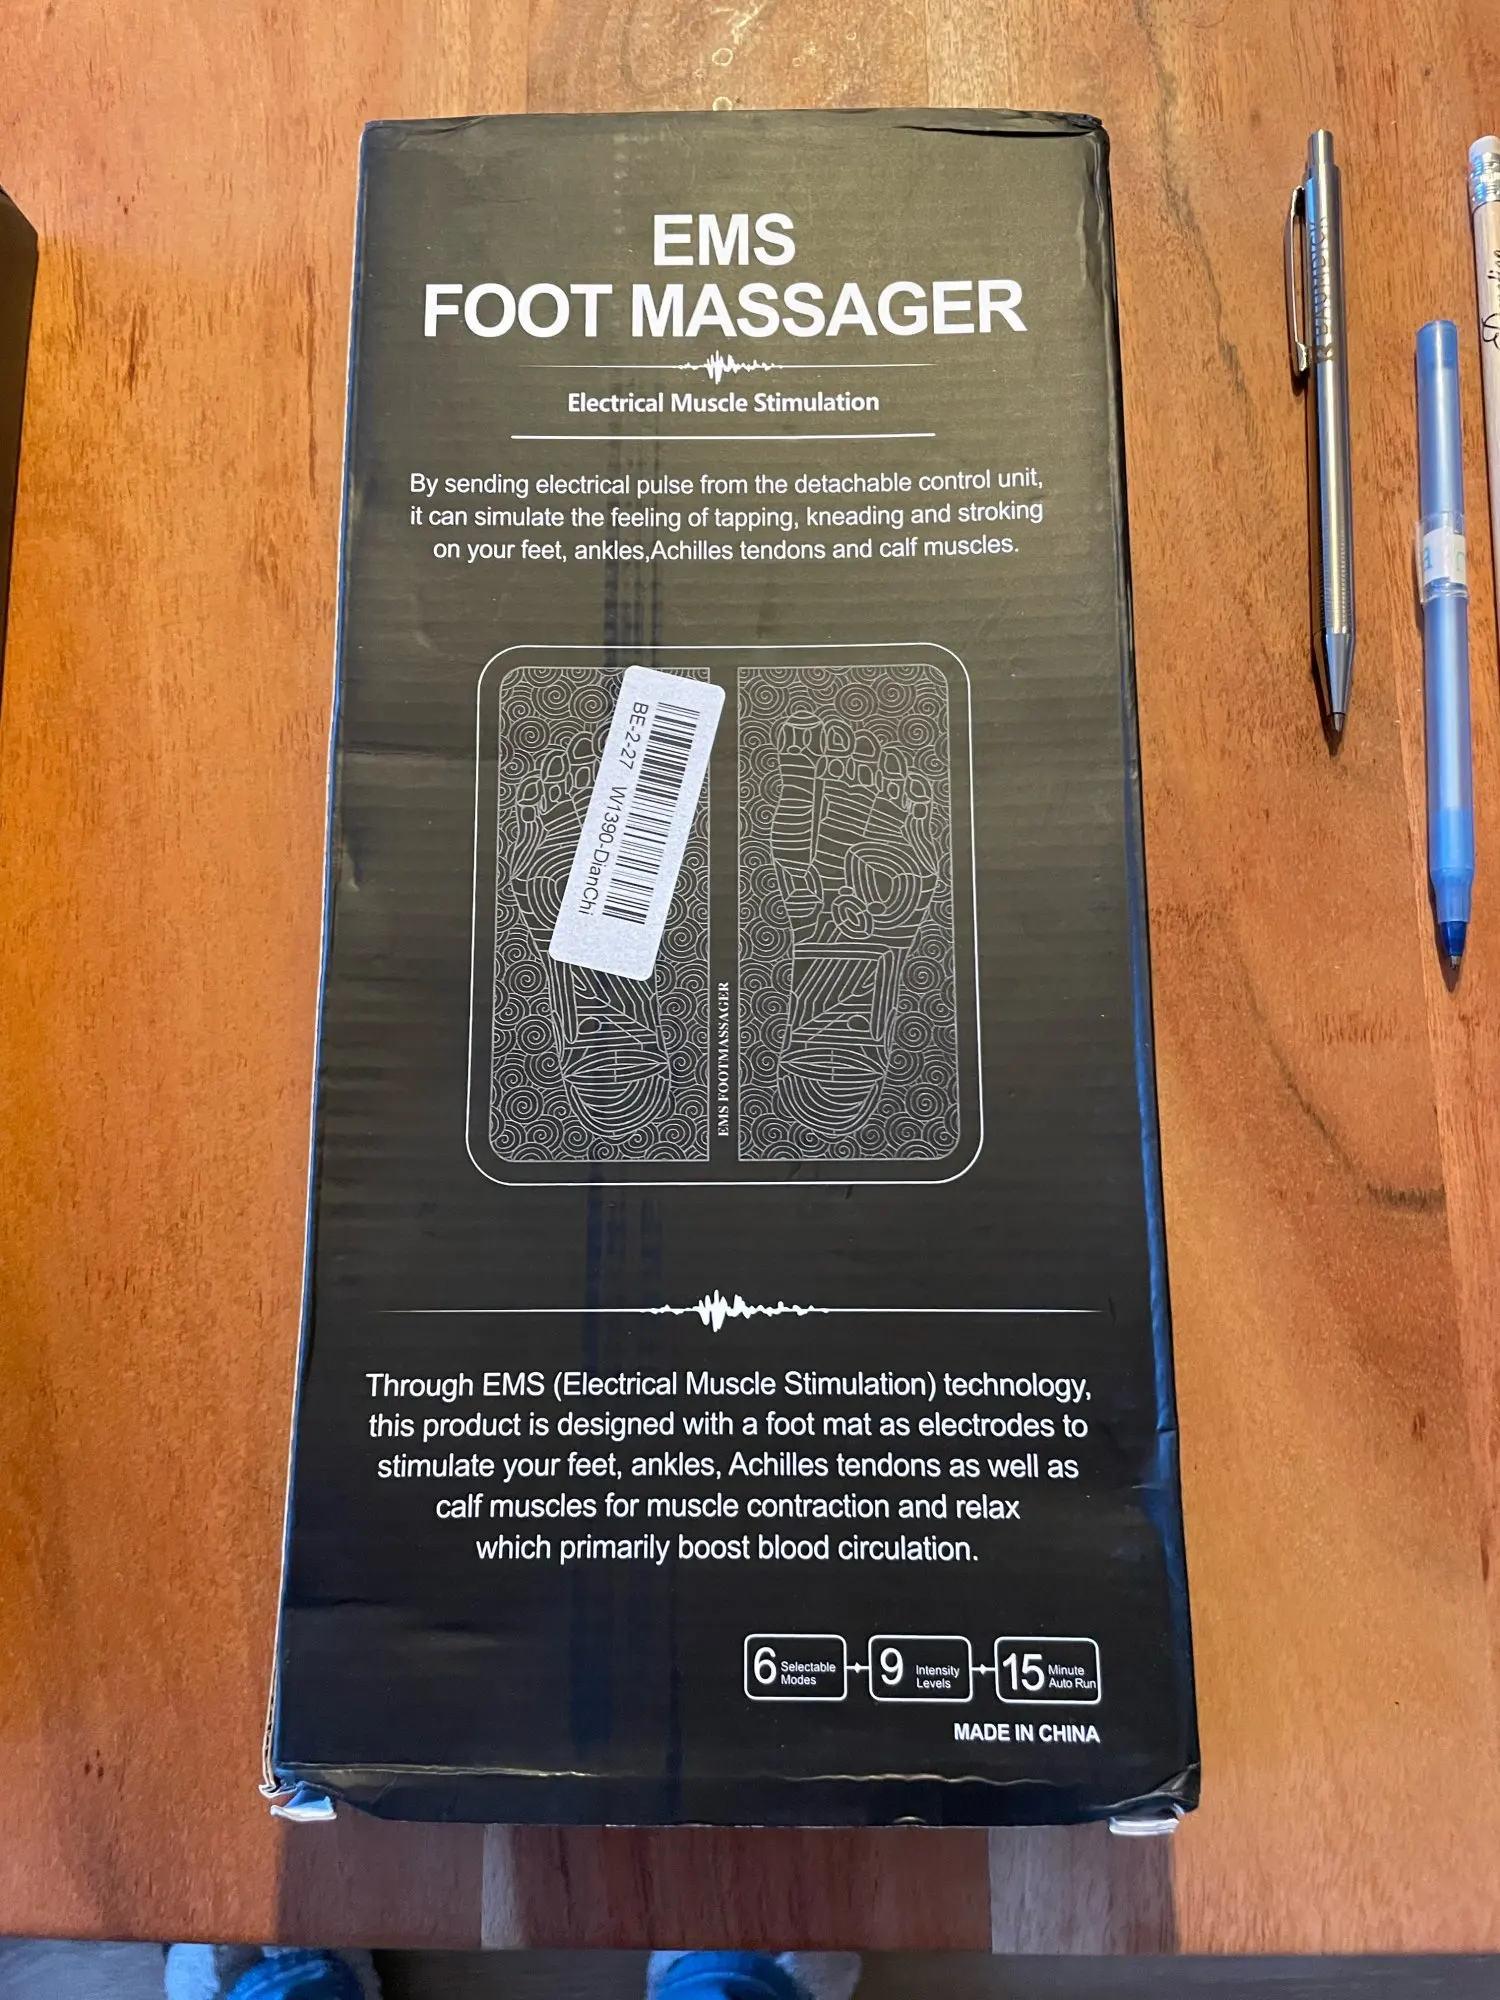 EMS
FOOT MASSAGER
Electrical Muscle Stimulation
By sending electrical pulse from the detachable control unit,
it can simulate the feeling of tapping, kneading and stroking
on your feet, ankles,Achilles tendons and calf muscles.
BE-2-27 W1390-DianChi
EMS FOOTMASSAGER
Through EMS (Electrical Muscle Stimulation) technology,
this product is designed with a foot mat as electrodes to
stimulate your feet, ankles, Achilles tendons as well as
calf muscles for muscle contraction and relax
which primarily boost blood circulation.
6 Selectable
Modes
9 Intensity
Levels
15 Minute
Auto Run
MADE IN CHINA